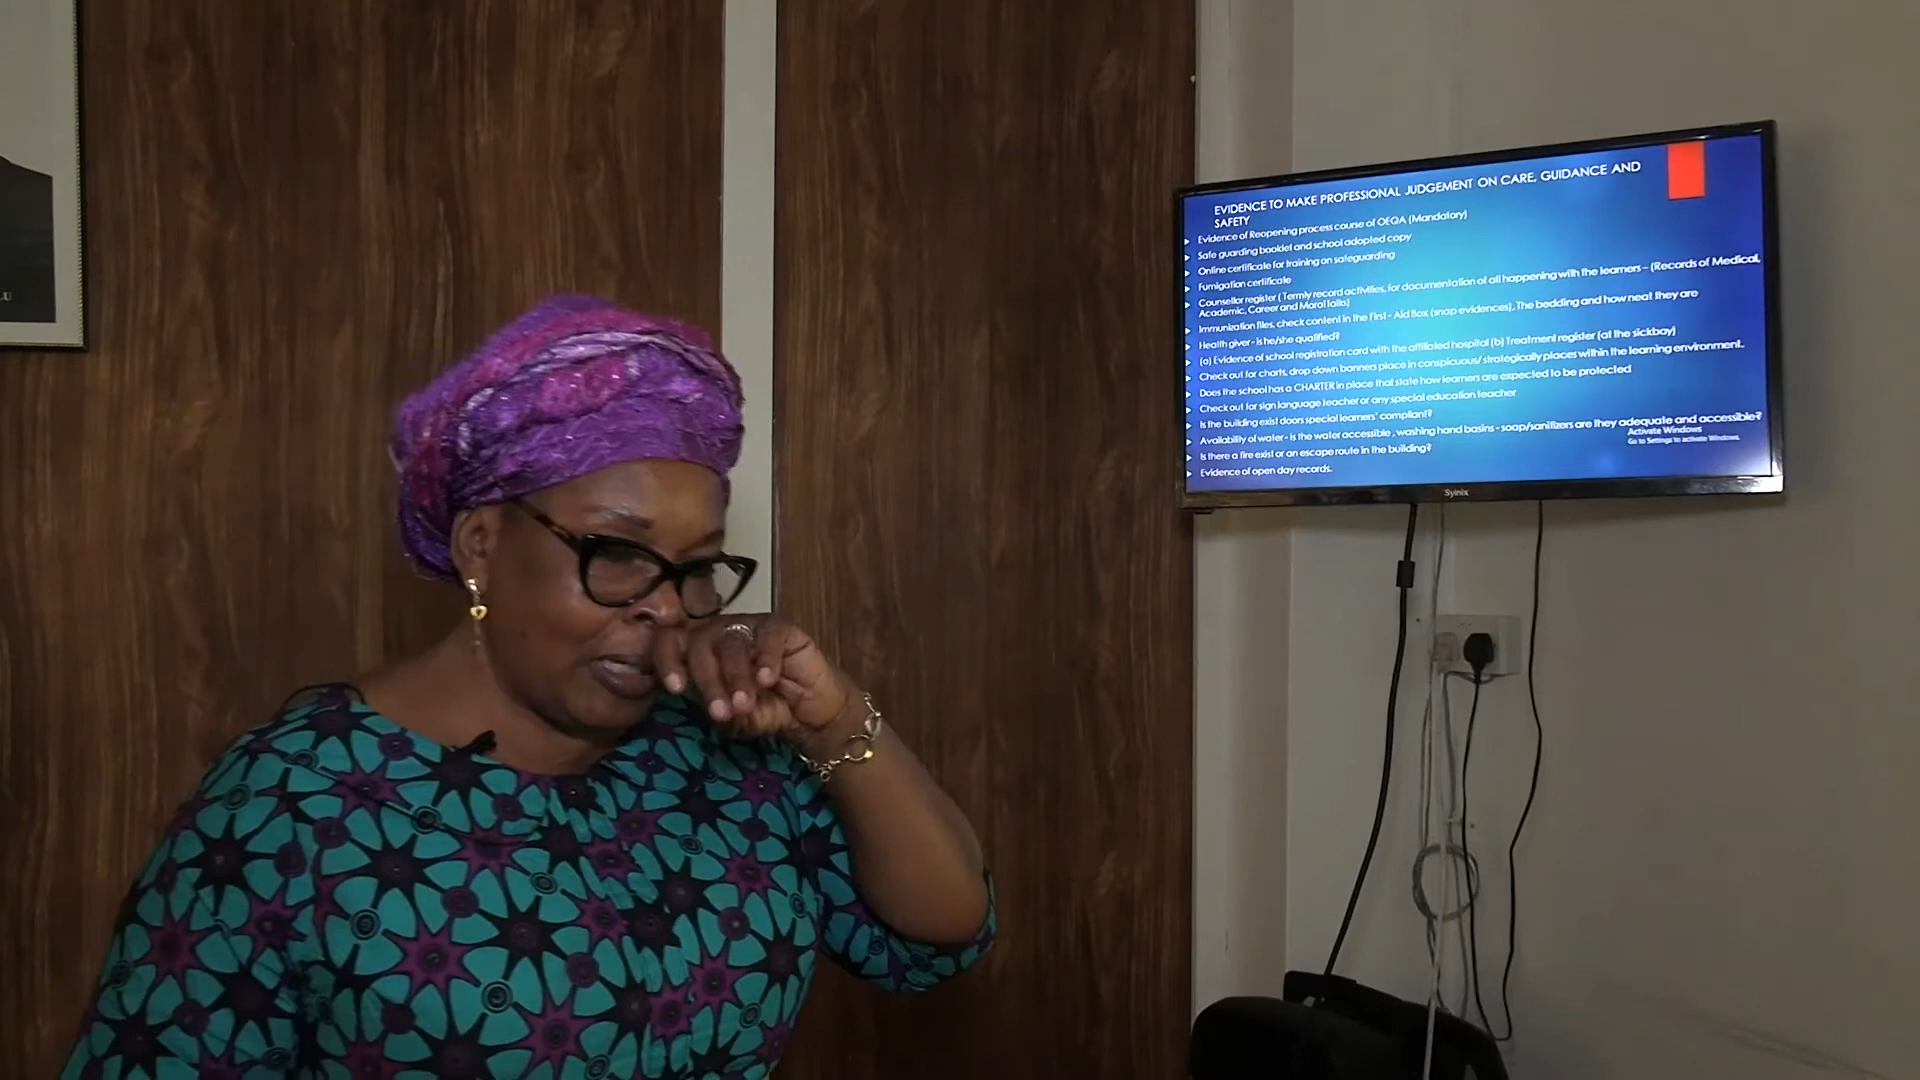 EVIDENCE TO MAKE PROFESSIONAL JUDGEMENT ON CARE, GUIDANCE AND
SAFETY
Evidence of Reopening process course of OEQA (Mandatory)
Safe guarding booklet and school adopted copy
Online certificate for training on safeguarding
Fumigation certificate
Counsellor register ( Termly record activities, for documentation of all happening with the learners – (Records of Medical,
Academic, Career and Moral talks)
Immunization files, check content in the First - Aid Box (snap evidences), The bedding and how neat they are
Health giver - is he/she qualified?
(a) Evidence of school registration card with the affiliated hospital (b) Treatment register (at the sickbay)
Check out for charts, drop down banners place in conspicuous/ strategically places within the learning environment.
Does the school has a CHARTER in place that state how learners are expected to be protected
Check out for sign language teacher or any special education teacher
Is the building exist doors special learners' compliant?
Availability of water - is the water accessible , washing hand basins - soap/sanitizers are they adequate and accessible?
Is there a fire exist or an escape route in the building?
Evidence of open day records.
Activate Windows
Go to Settings to activate Windows.
Syinix